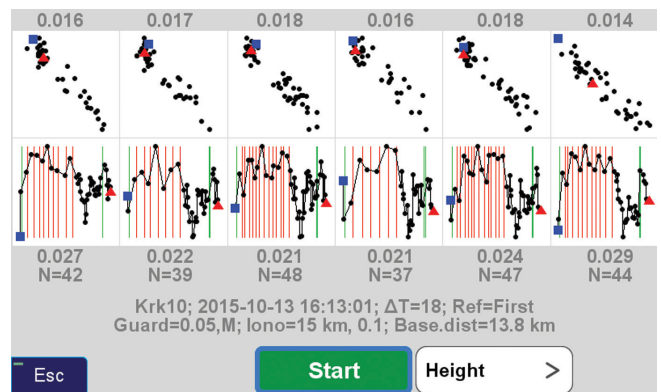 0.016 0.017 0.018 0.016 0.018 0.014
0.027 0.022 0.021 0.021 0.024 0.029
N=42 N=39 N=48 N=37 N=47 N=44
Krk10; 2015-10-13 16:13:01; ΔT=18; Ref=First
Guard=0.05,M; Iono=15 km, 0.1; Base.dist=13.8 km
Esc Start Height >